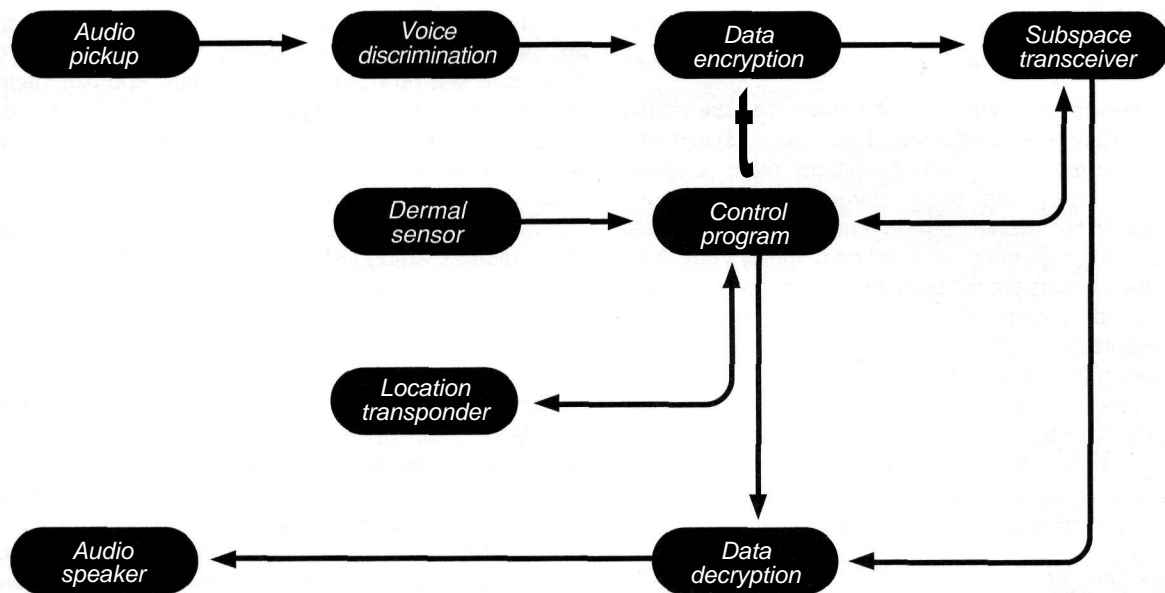 Audio
pickup
Voice
discrimination
Data
encryption
Subspace
transceiver
Dermal
sensor
Control
program
Location
transponder
Audio
speaker
Data
decryption